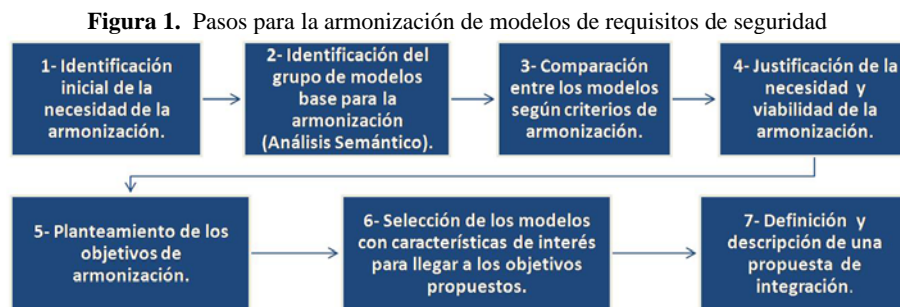 Figura 1. Pasos para la armonización de modelos de requisitos de seguridad
1- Identificación
inicial de la
necesidad de la
armonización.
2- Identificación del
grupo de modelos
base para la
armonización
(Análisis Semántico).
3- Comparación
entre los modelos
según criterios de
armonización.
4- Justificación de la
necesidad y
viabilidad de la
armonización.
5- Planteamiento de los
objetivos de
armonización.
6- Selección de los modelos
con características de interés
para llegar a los objetivos
propuestos.
7- Definición y
descripción de una
propuesta de
integración.